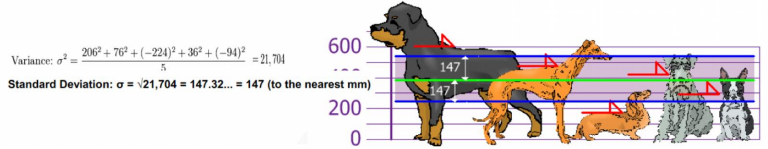 600
206² + 76² + (−224)² + 36² + (−94)²
Variance: σ² = ————— = 21,704
5
147
Standard Deviation: σ = √21,704 = 147.32... = 147 (to the nearest mm)
147
200
0